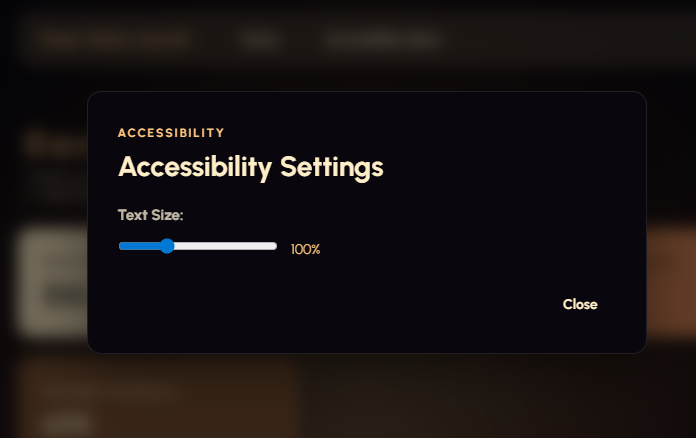 ACCESSIBILITY
Accessibility Settings
Text Size:
100%
Close